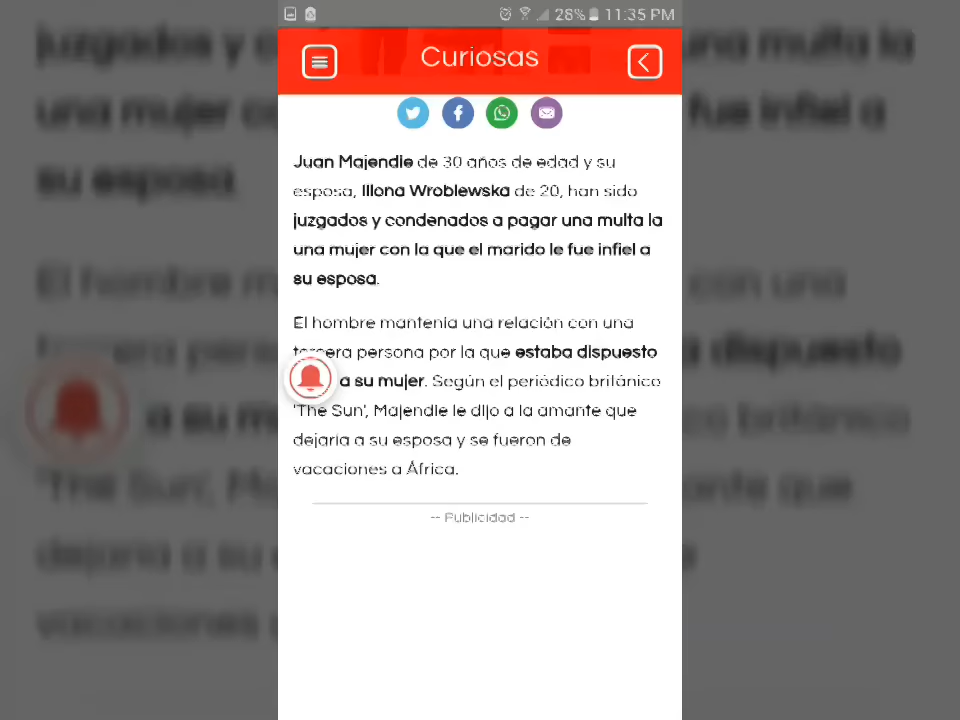 28% 11:35 PM
Curiosas
Juan Majendie de 30 años de edad y su
esposa, Illona Wroblewska de 20, han sido
juzgados y condenados a pagar una multa la
una mujer con la que el marido le fue infiel a
su esposa.
El hombre mantenía una relación con una
tercera persona por la que estaba dispuesto
a su mujer. Según el periódico británico
'The Sun', Majendie le dijo a la amante que
dejaría a su esposa y se fueron de
vacaciones a África.
-- Publicidad --